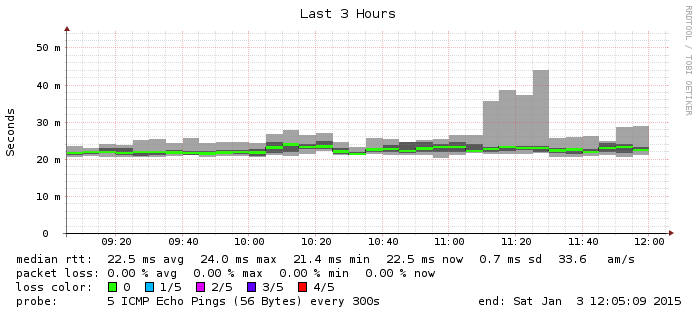 Last 3 Hours
RRDTOOL / TOBI OETIKER
Seconds
50 m
40 m
30 m
20 m
10 m
0
09:20 09:40 10:00 10:20 10:40 11:00 11:20 11:40 12:00
median rtt: 22.5 ms avg 24.0 ms max 21.4 ms min 22.5 ms now 0.7 ms sd 33.6 am/s
packet loss: 0.00 % avg 0.00 % max 0.00 % min 0.00 % now
loss color: 0 1/5 2/5 3/5 4/5
probe: 5 ICMP Echo Pings (56 Bytes) every 300s end: Sat Jan 3 12:05:09 2015